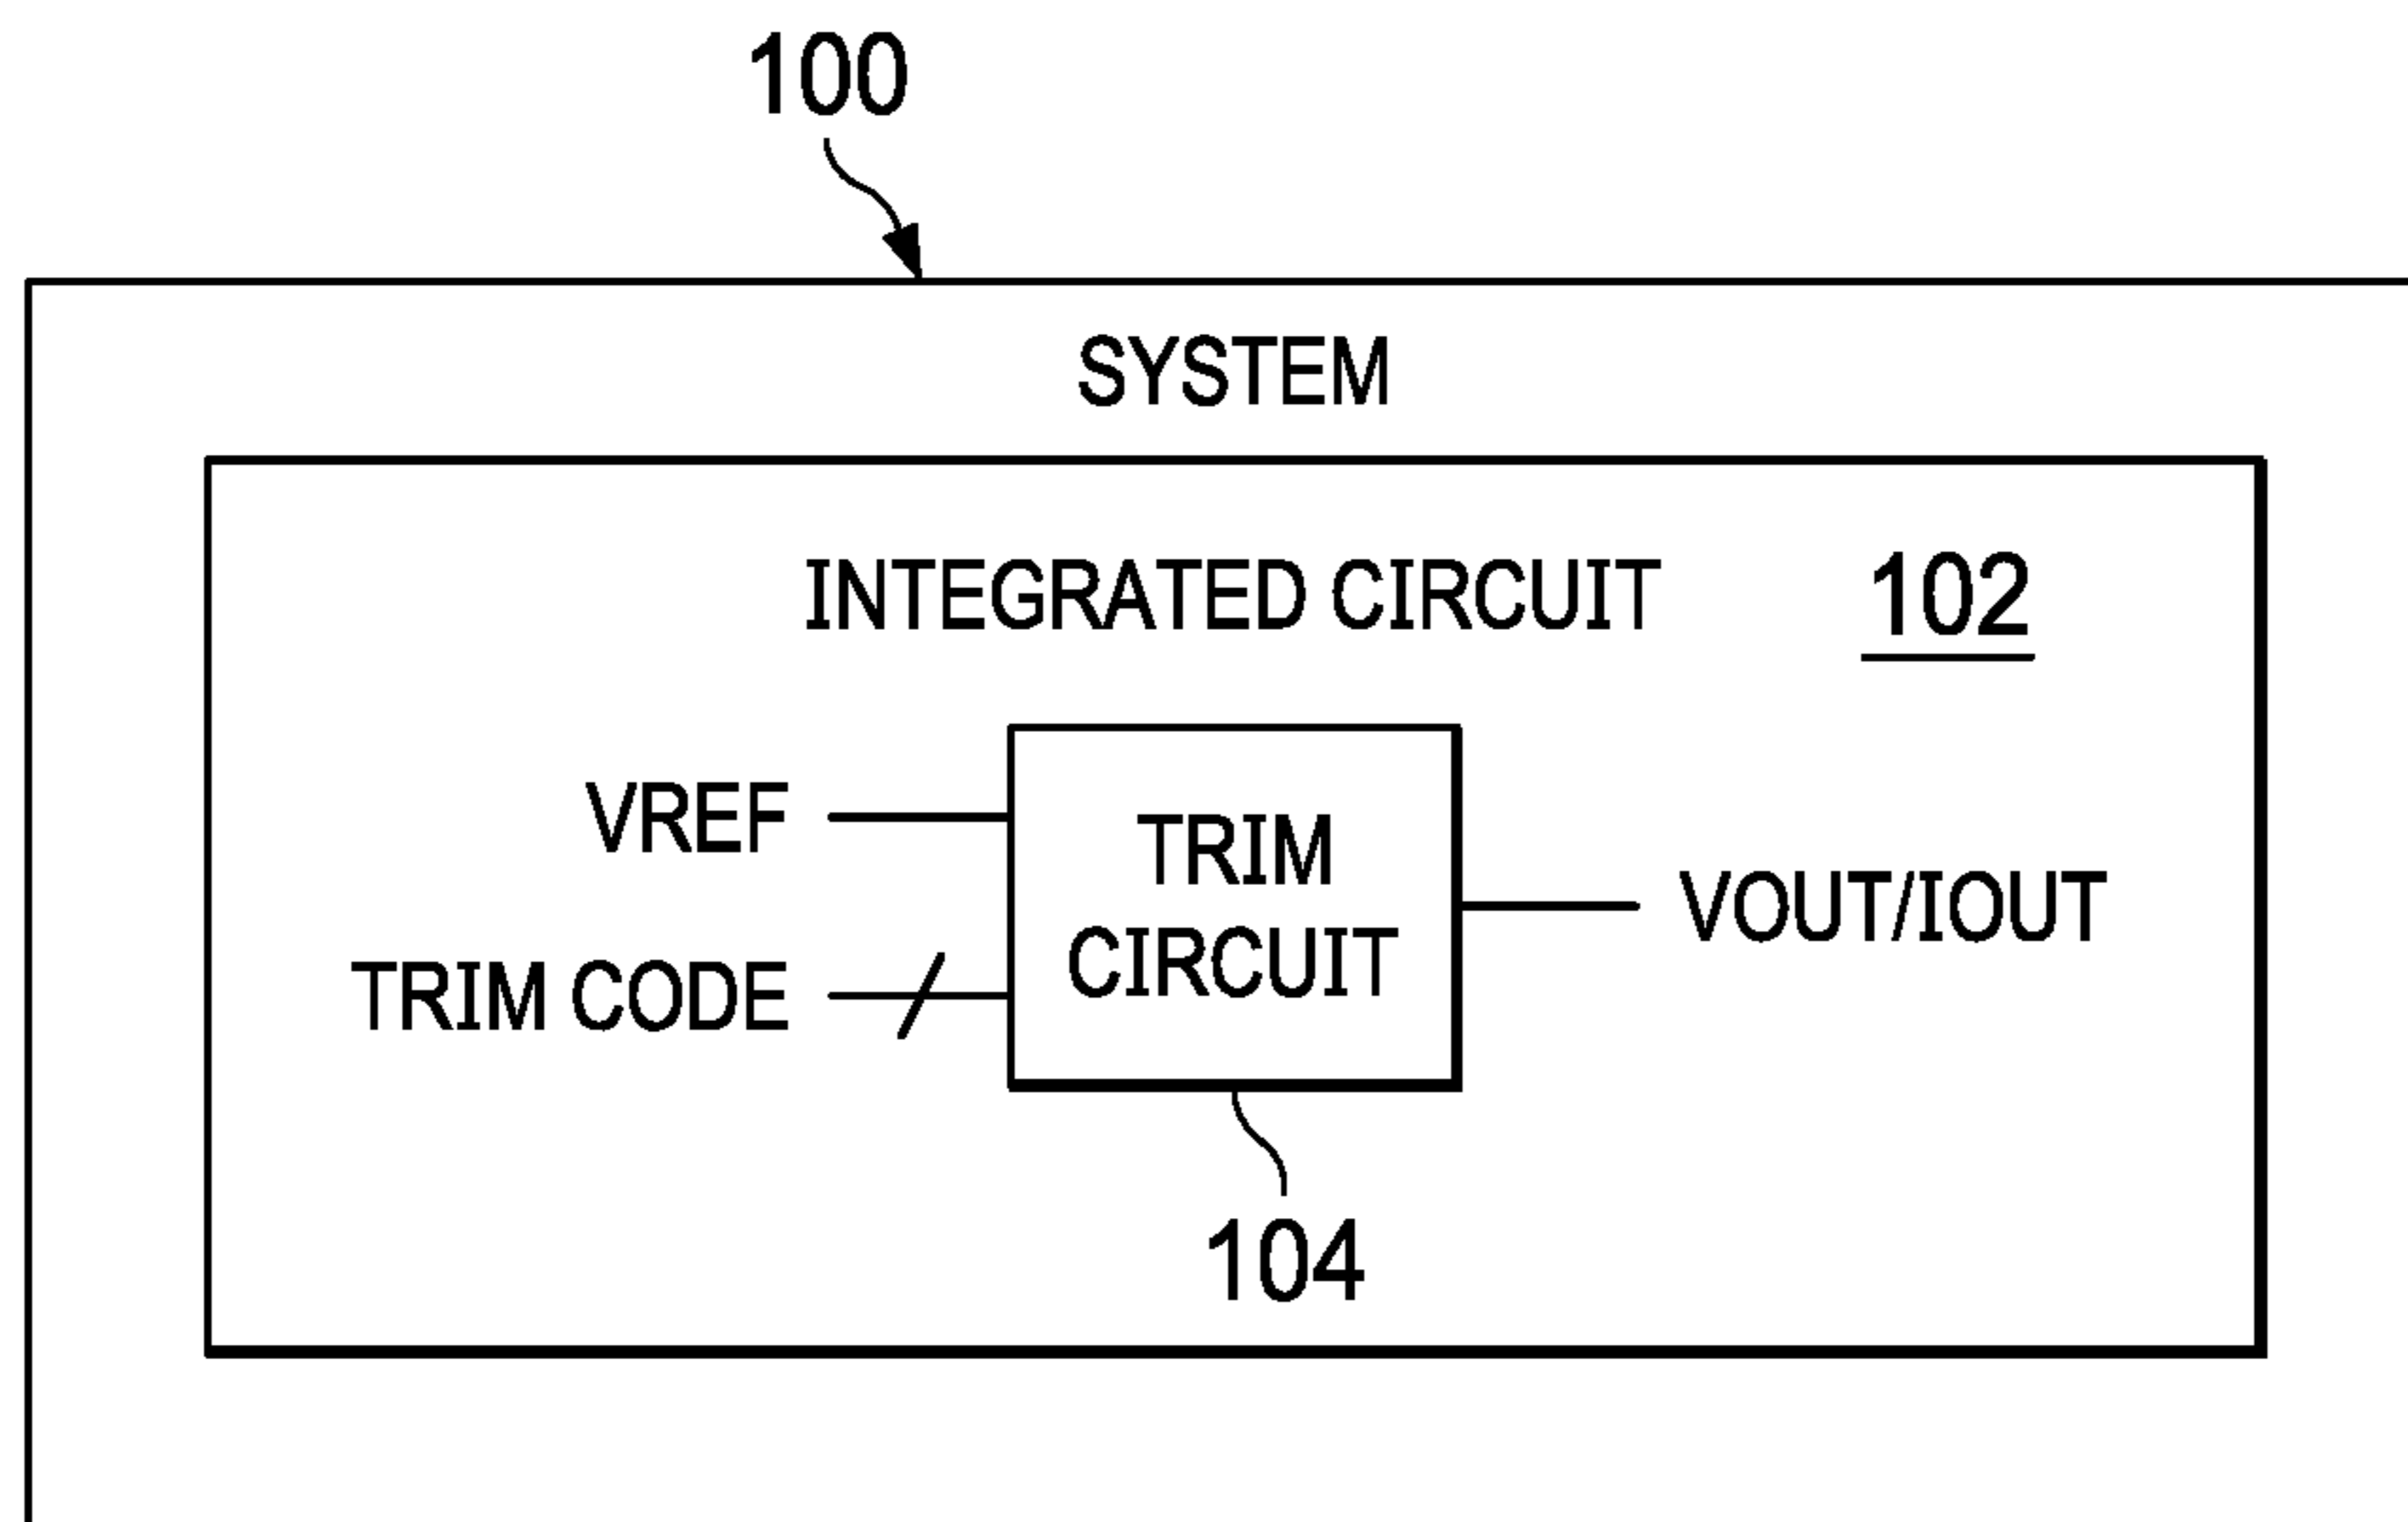 100
SYSTEM
INTEGRATED CIRCUIT 102
VREF
TRIM CODE
TRIM
CIRCUIT
VOUT/IOUT
104